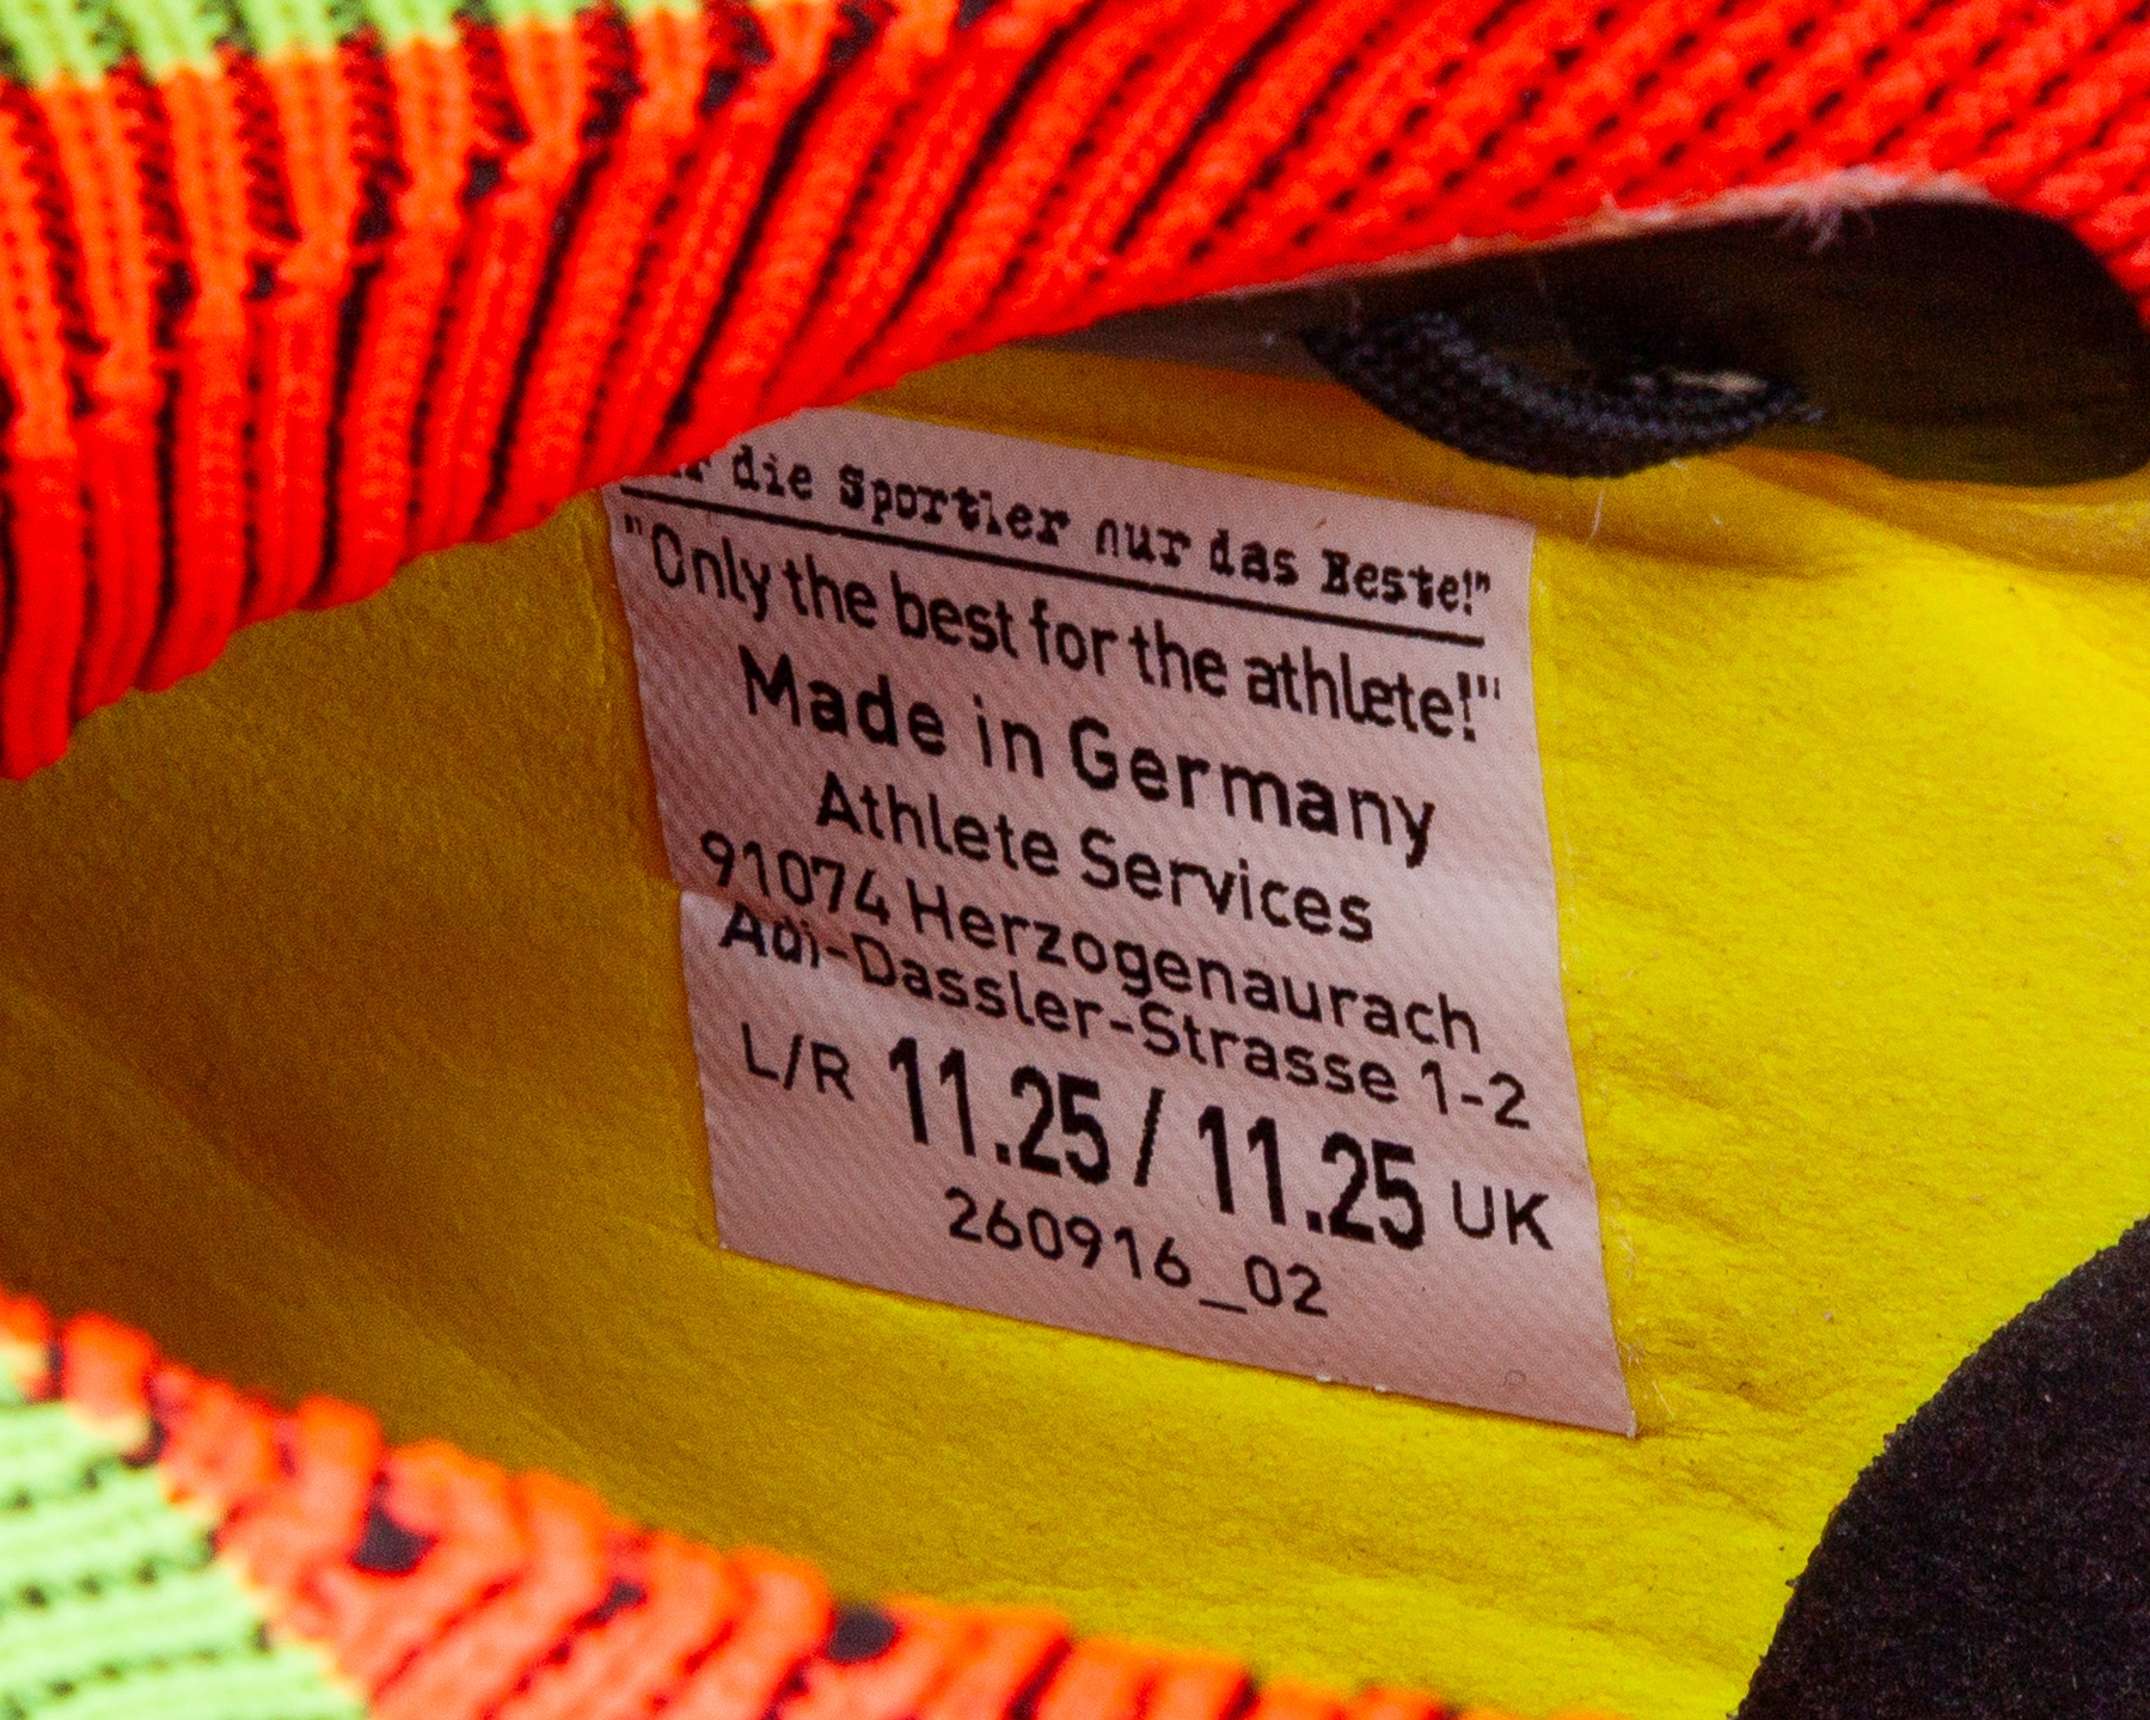 die Sportler nur das Beste!"
"Only the best for the athlete!"
Made in Germany
Athlete Services
91074 Herzogenaurach
Adi-Dassler-Strasse 1-2
L/R 11.25 / 11.25 UK
260916_02